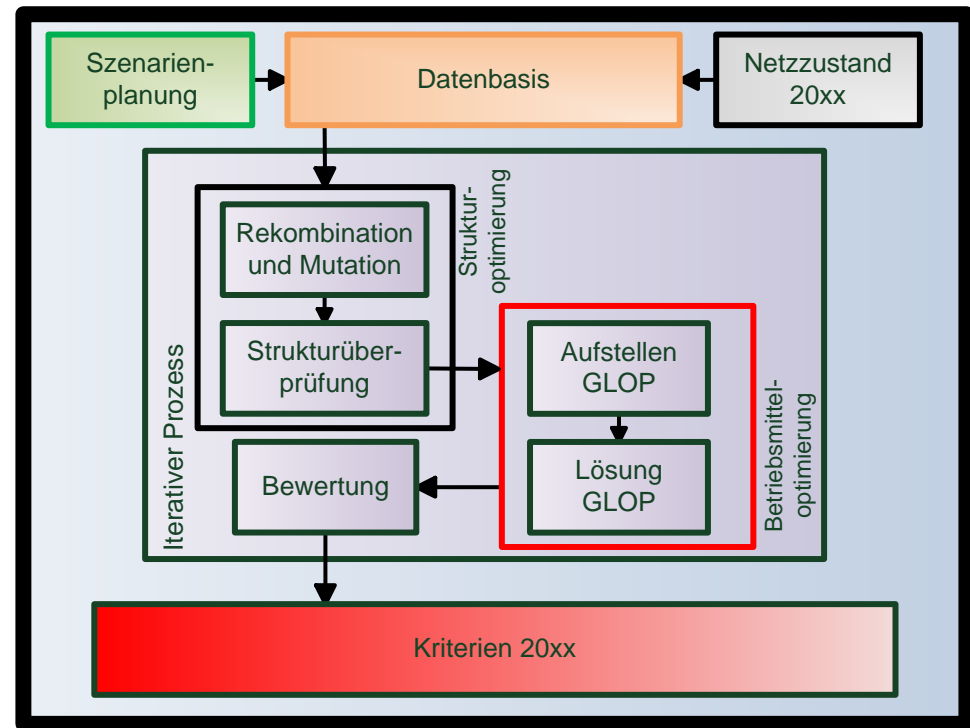 Szenarien-
planung
Datenbasis
Netzzustand
20xx
Iterativer Prozess
Struktur-
optimierung
Rekombination
und Mutation
Strukturüber-
prüfung
Aufstellen
GLOP
Lösung
GLOP
Betriebsmittel-
optimierung
Bewertung
Kriterien 20xx